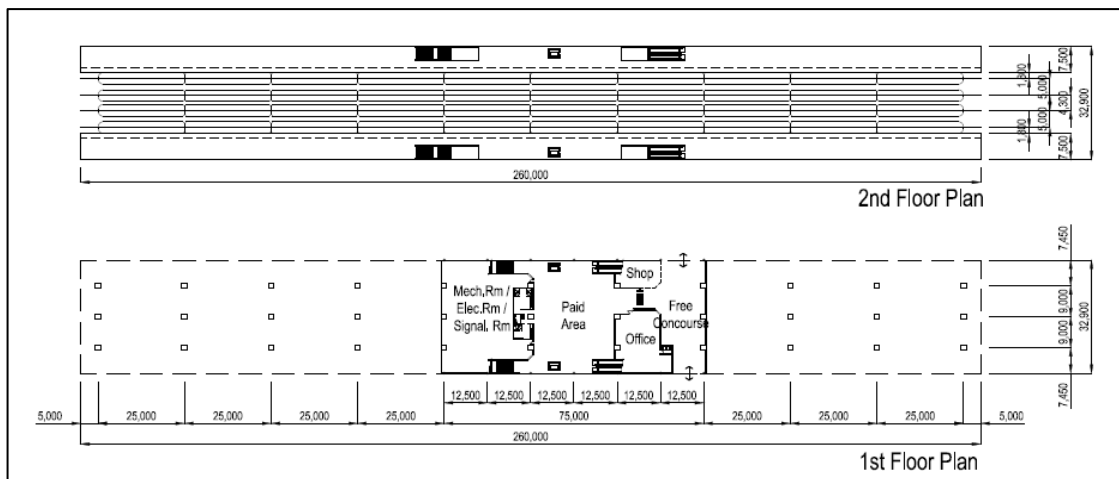 7,500
1,800
5,000
4,300
32,900
5,000
1,800
7,500
260,000
2nd Floor Plan
7,450
9,000
9,000
32,900
7,450
Mech.Rm /
Elec.Rm /
Signal. Rm
Paid
Area
Shop
Free
Concourse
Office
12,500 12,500 12,500 12,500 12,500 12,500
5,000 25,000 25,000 25,000 25,000 75,000 25,000 25,000 25,000 5,000
260,000
1st Floor Plan